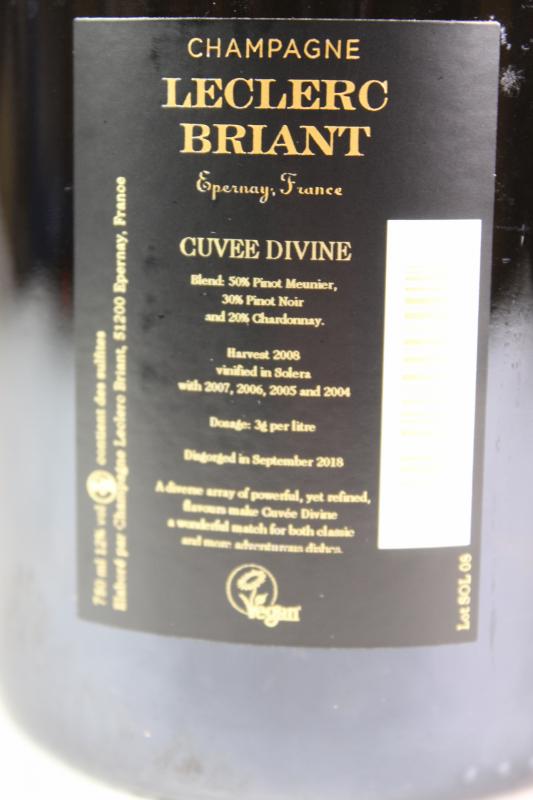 CHAMPAGNE
LECLERC
BRIANT
Epernay, France
CUVEE DIVINE
Blend: 50% Pinot Meunier,
30% Pinot Noir
and 20% Chardonnay.
Harvest 2008
vinified in Solera
with 2007, 2006, 2005 and 2004
Dosage: 3g per litre
Disgorged in September 2018
A diverse array of powerful, yet refined,
flavours make Cuvée Divine
a wonderful match for both classic
and more adventurous dishes.
Vegan
750 ml 12% vol contient des sulfites
Elaboré par Champagne Leclerc Briant, 51200 Epernay, France
Lot SOL 08